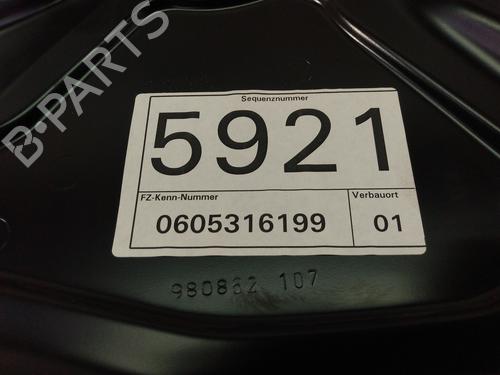 B-PARTS
Sequenznummer
5921
FZ-Kenn-Nummer
Verbauort
0605316199
01
980862 107